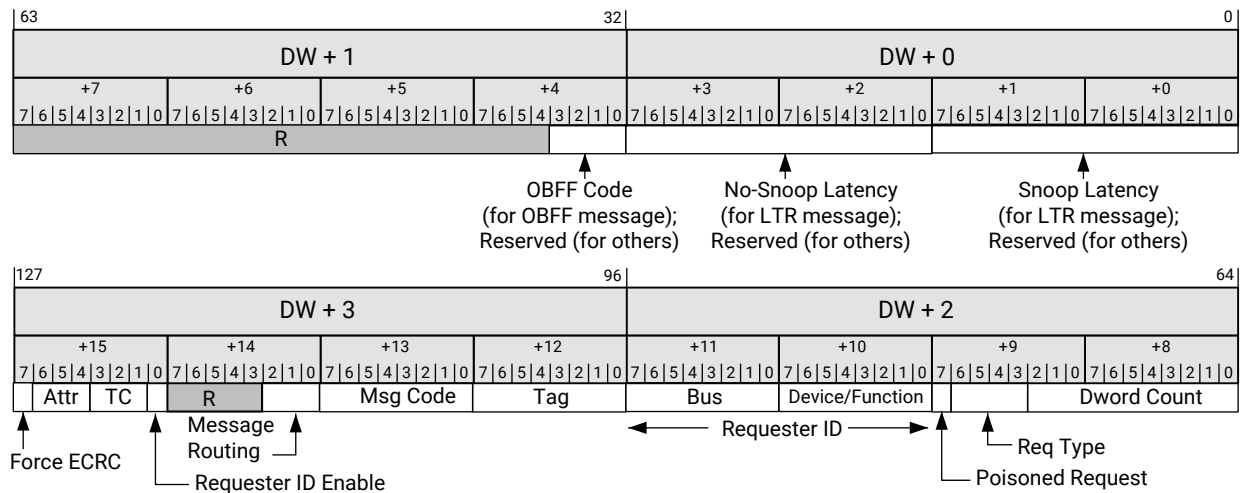 63 32 0
DW + 1 DW + 0
+7 +6 +5 +4 +3 +2 +1 +0
7 6 5 4 3 2 1 0 7 6 5 4 3 2 1 0 7 6 5 4 3 2 1 0 7 6 5 4 3 2 1 0 7 6 5 4 3 2 1 0 7 6 5 4 3 2 1 0 7 6 5 4 3 2 1 0 7 6 5 4 3 2 1 0
R
OBFF Code No-Snoop Latency Snoop Latency
(for OBFF message); (for LTR message); (for LTR message);
Reserved (for others) Reserved (for others) Reserved (for others)
127 96 64
DW + 3 DW + 2
+15 +14 +13 +12 +11 +10 +9 +8
7 6 5 4 3 2 1 0 7 6 5 4 3 2 1 0 7 6 5 4 3 2 1 0 7 6 5 4 3 2 1 0 7 6 5 4 3 2 1 0 7 6 5 4 3 2 1 0 7 6 5 4 3 2 1 0 7 6 5 4 3 2 1 0
Attr TC R Msg Code Tag Bus Device/Function Dword Count
Message
Routing
Requester ID
Force ECRC
Req Type
Requester ID Enable
Poisoned Request